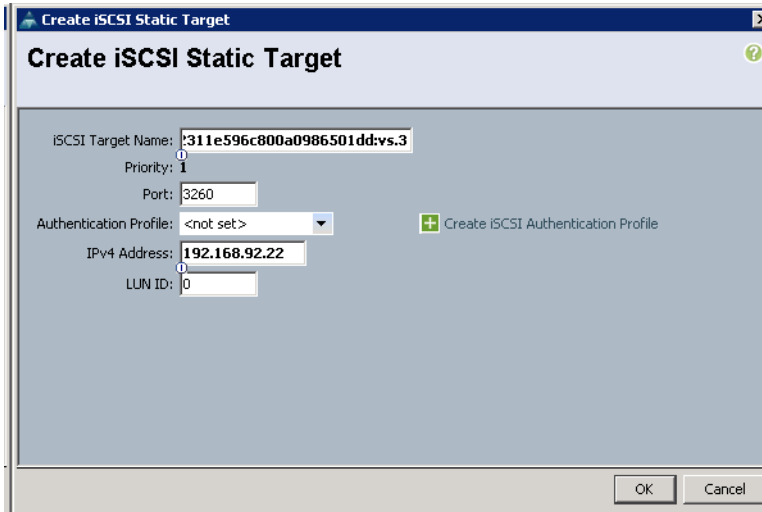 Create iSCSI Static Target
Create iSCSI Static Target
iSCSI Target Name: 311e596c800a0986501dd:vs.3
Priority: 1
Port: 3260
Authentication Profile: <not set> Create iSCSI Authentication Profile
IPv4 Address: 192.168.92.22
LUN ID: 0
OK Cancel